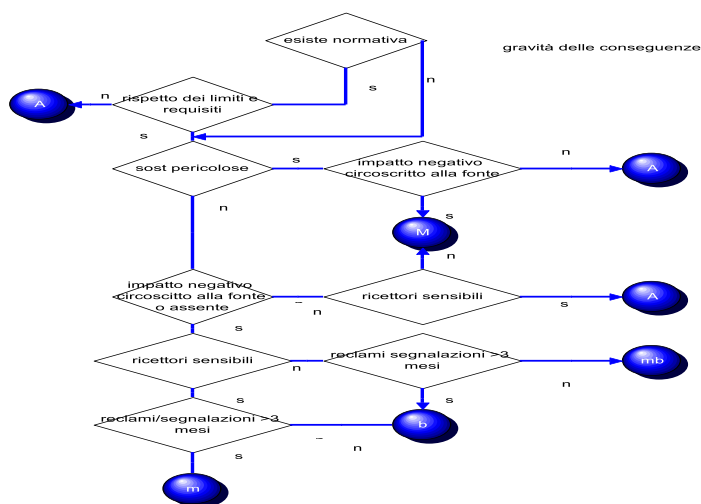 esiste normativa
gravità delle conseguenze
n
s
n
A
rispetto dei limiti e
requisiti
s
sost pericolose
s
impatto negativo
circoscritto alla fonte
n
A
n
s
M
n
impatto negativo
circoscitto alla fonte
o assente
n
ricettori sensibili
s
A
s
ricettori sensibili
n
reclami segnalazioni >3
mesi
n
mb
s
s
reclami/segnalazioni >3
mesi
n
b
s
m